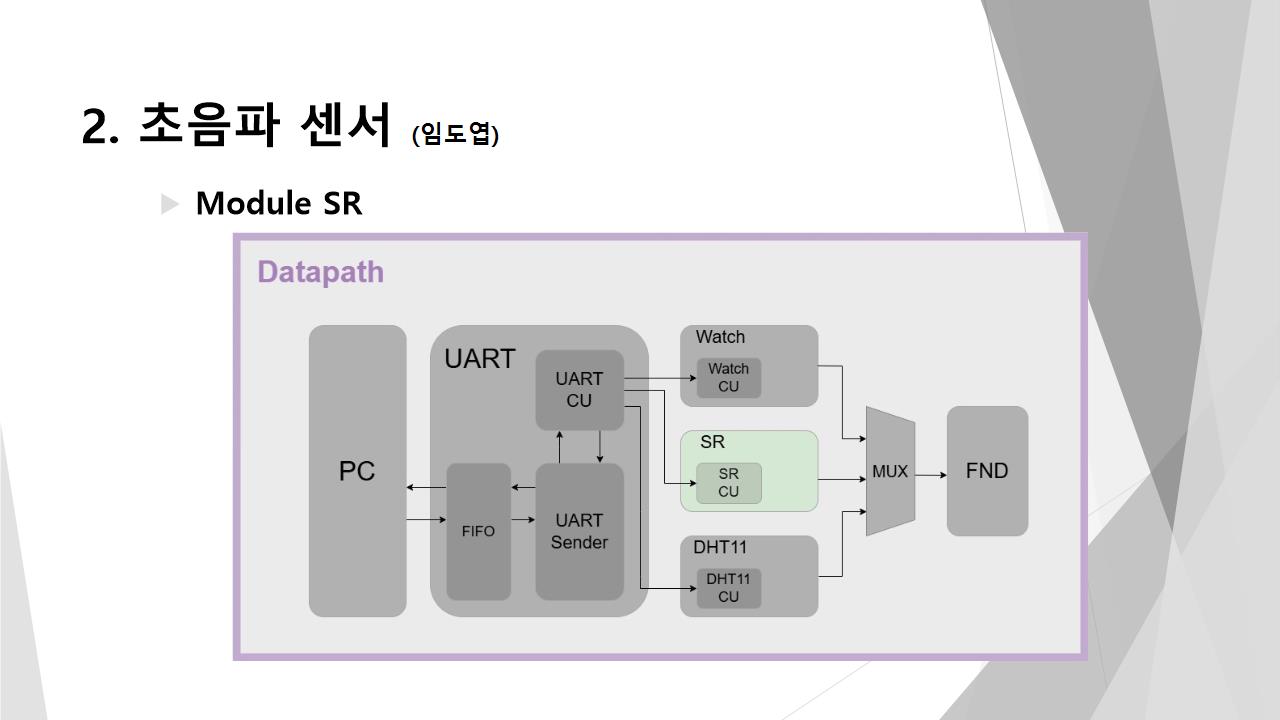 2. 초음파 센서 (임도엽)
Module SR
Datapath
PC
UART
UART
CU
FIFO
UART
Sender
Watch
Watch
CU
SR
SR
CU
DHT11
DHT11
CU
MUX
FND